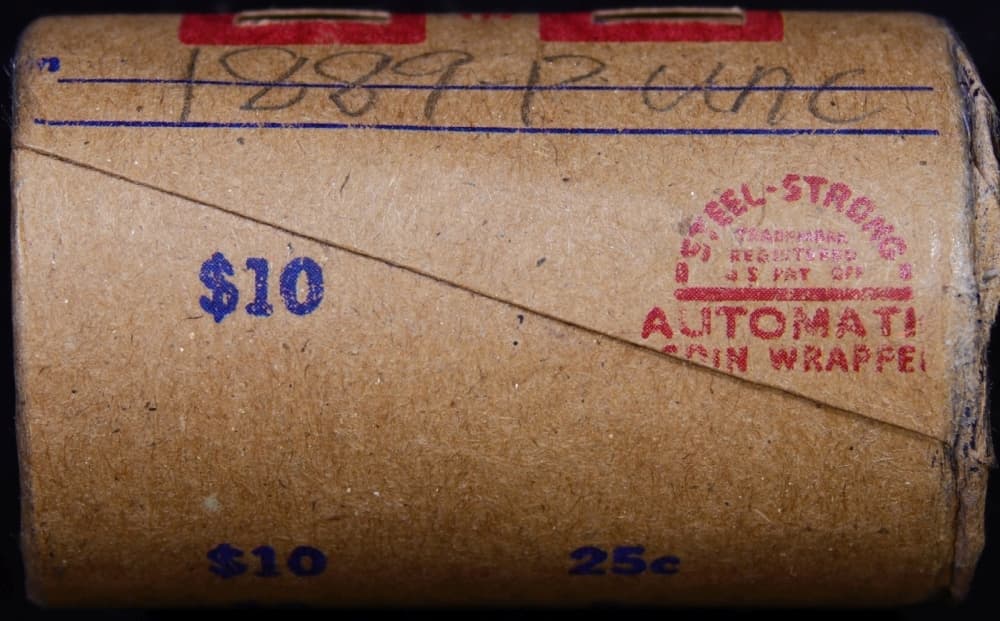 1889-P unc
STEEL-STRONG
TRADEMARK
REGISTERED
U S PAT OFF
$10
AUTOMATI
COIN WRAPPE
$10 25c